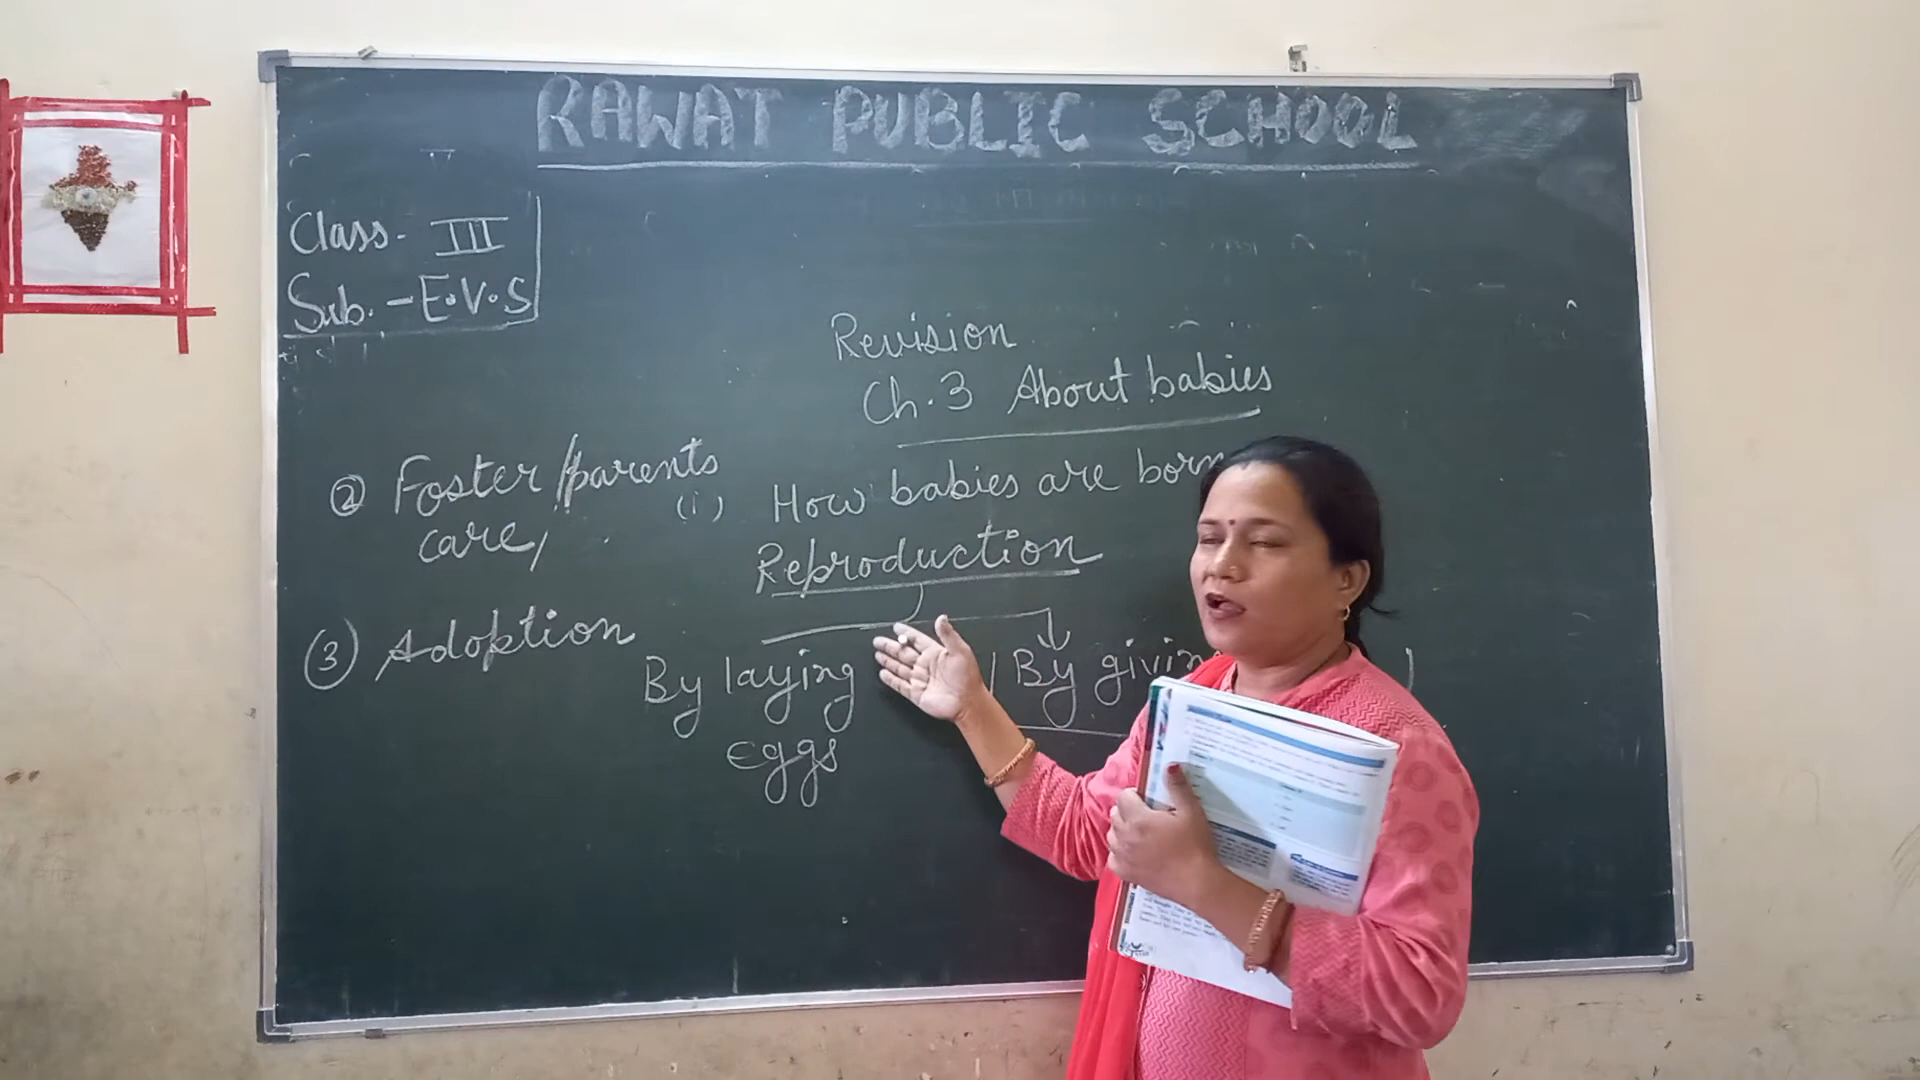 RAWAT PUBLIC SCHOOL
Class- III
Sub. - E.V.S
Revision
Ch. 3 About babies
(i) How babies are born
Reproduction
By laying
eggs
By giving
② Foster / parents
care,
③ Adoption